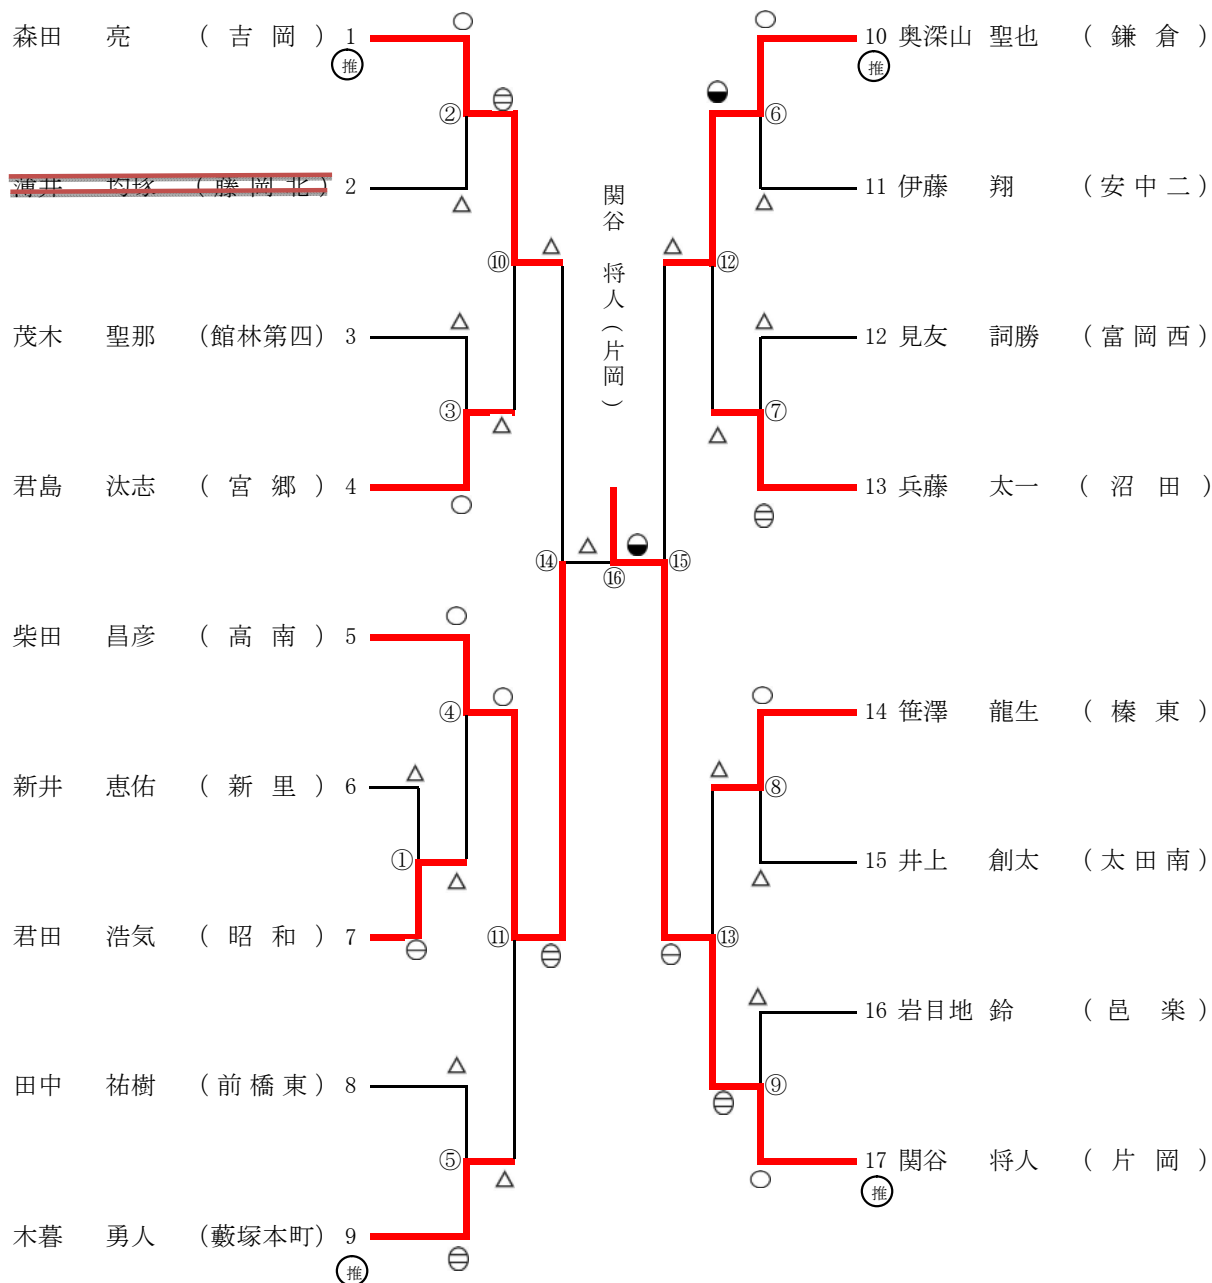 森田 亮 (吉岡) 1
推
薄井 均琢 (藤岡北) 2
茂木 聖那 (館林第四) 3
君島 汰志 (宮郷) 4
柴田 昌彦 (高南) 5
新井 恵佑 (新里) 6
君田 浩気 (昭和) 7
田中 祐樹 (前橋東) 8
木暮 勇人 (藪塚本町) 9
推
②
③
④
①
⑤
⑩
⑪
⑭
関谷 将人(片岡)
⑯
⑮
⑫
⑬
⑥
⑦
⑧
⑨
10 奥深山 聖也 (鎌倉)
推
11 伊藤 翔 (安中二)
12 見友 詞勝 (富岡西)
13 兵藤 太一 (沼田)
14 笹澤 龍生 (榛東)
15 井上 創太 (太田南)
16 岩目地 鈴 (邑楽)
17 関谷 将人 (片岡)
推